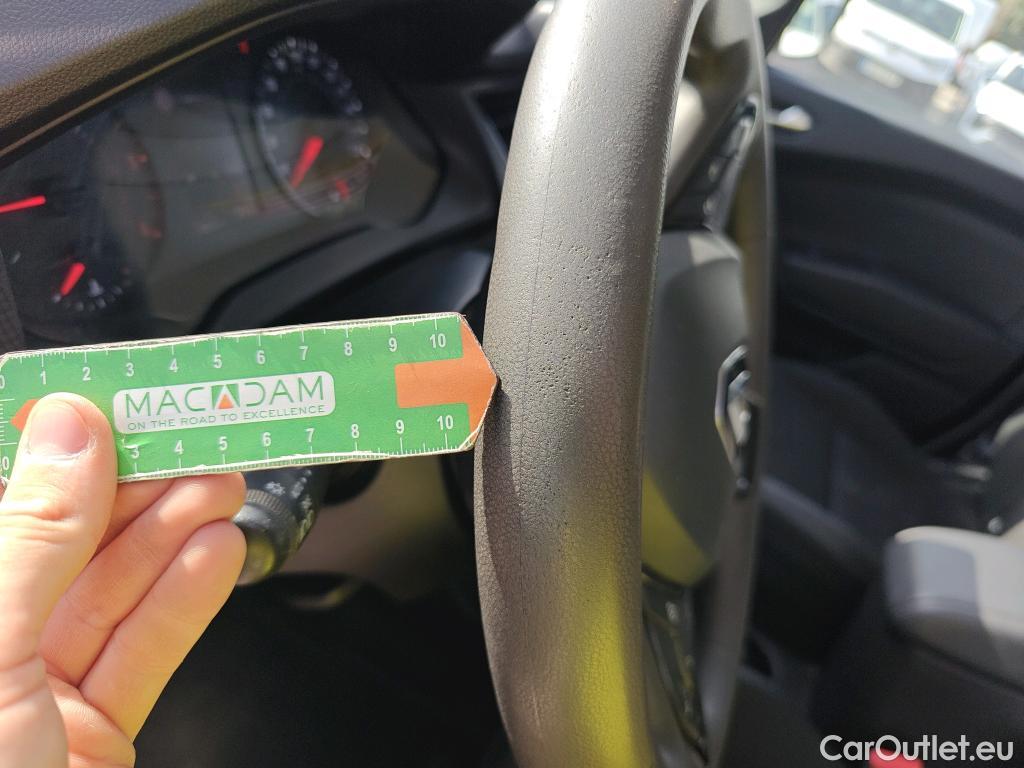 0 1 2 3 4 5 6 7 8 9 10
MACADAM
ON THE ROAD TO EXCELLENCE
0 3 4 5 6 7 8 9 10
CarOutlet.eu